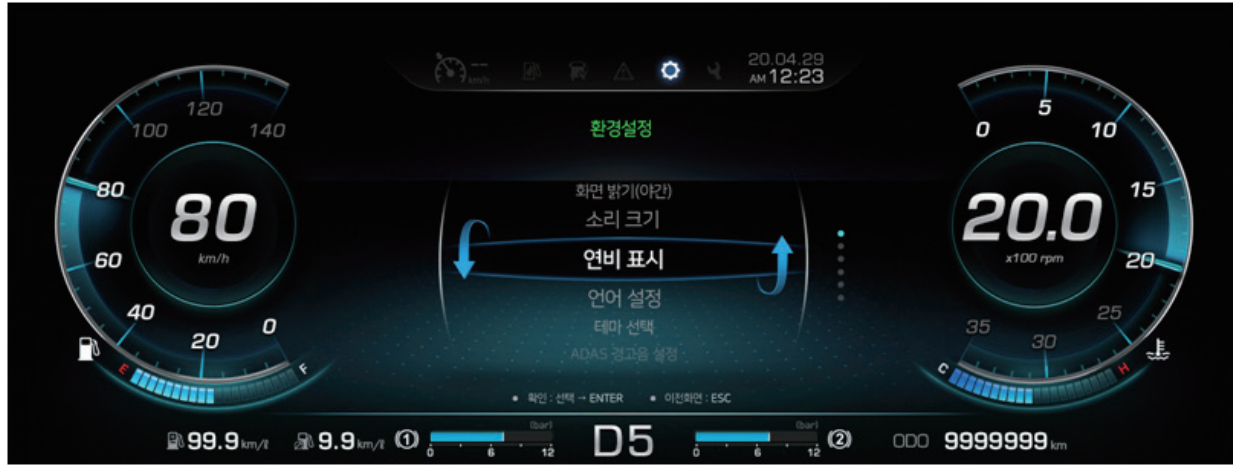 -- km/h
20.04.29
AM 12:23
환경설정
화면 밝기(야간)
소리 크기
연비 표시
언어 설정
테마 선택
ADAS 경고음 설정
• 확인 : 선택 → ENTER • 이전화면 : ESC
140
120
100
80
60
40
20
0
80
km/h
E F
0
5
10
15
20
25
30
35
20.0
x100 rpm
C H
99.9 km/ℓ 9.9 km/ℓ (1) (bar) 0 6 12 D5 (bar) 0 6 12 (2) ODO 9999999 km